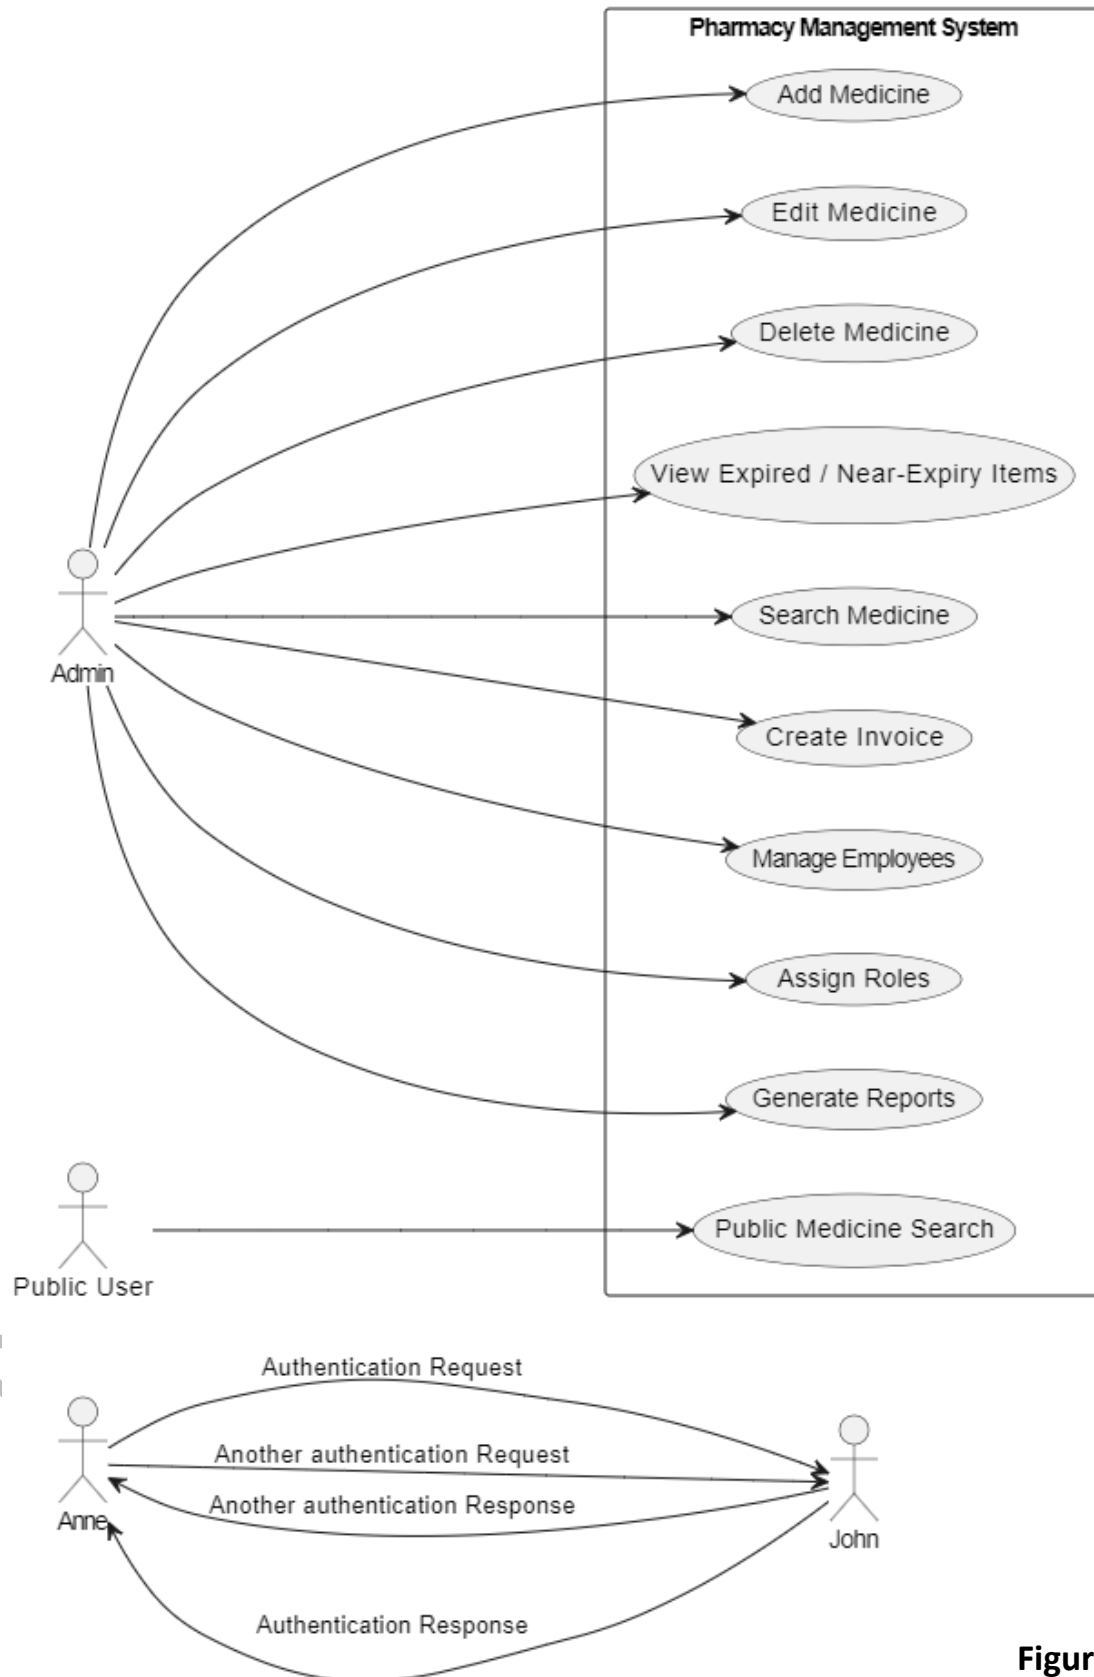 Pharmacy Management System
Add Medicine
Edit Medicine
Delete Medicine
View Expired / Near-Expiry Items
Search Medicine
Admin
Create Invoice
Manage Employees
Assign Roles
Generate Reports
Public Medicine Search
Public User
Authentication Request
Another authentication Request
Another authentication Response
Anne
John
Authentication Response
Figur